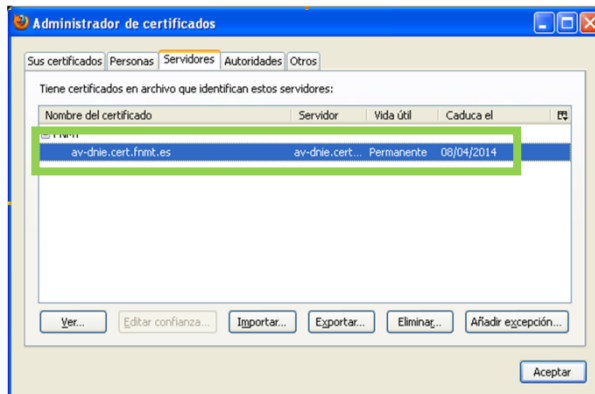 Administrador de certificados
Sus certificados Personas Servidores Autoridades Otros
Tiene certificados en archivo que identifican estos servidores:
Nombre del certificado Servidor Vida útil Caduca el
FNMT
av-dnie.cert.fnmt.es av-dnie.cert... Permanente 08/04/2014
Ver... Editar confianza... Importar... Exportar... Eliminar... Añadir excepción...
Aceptar